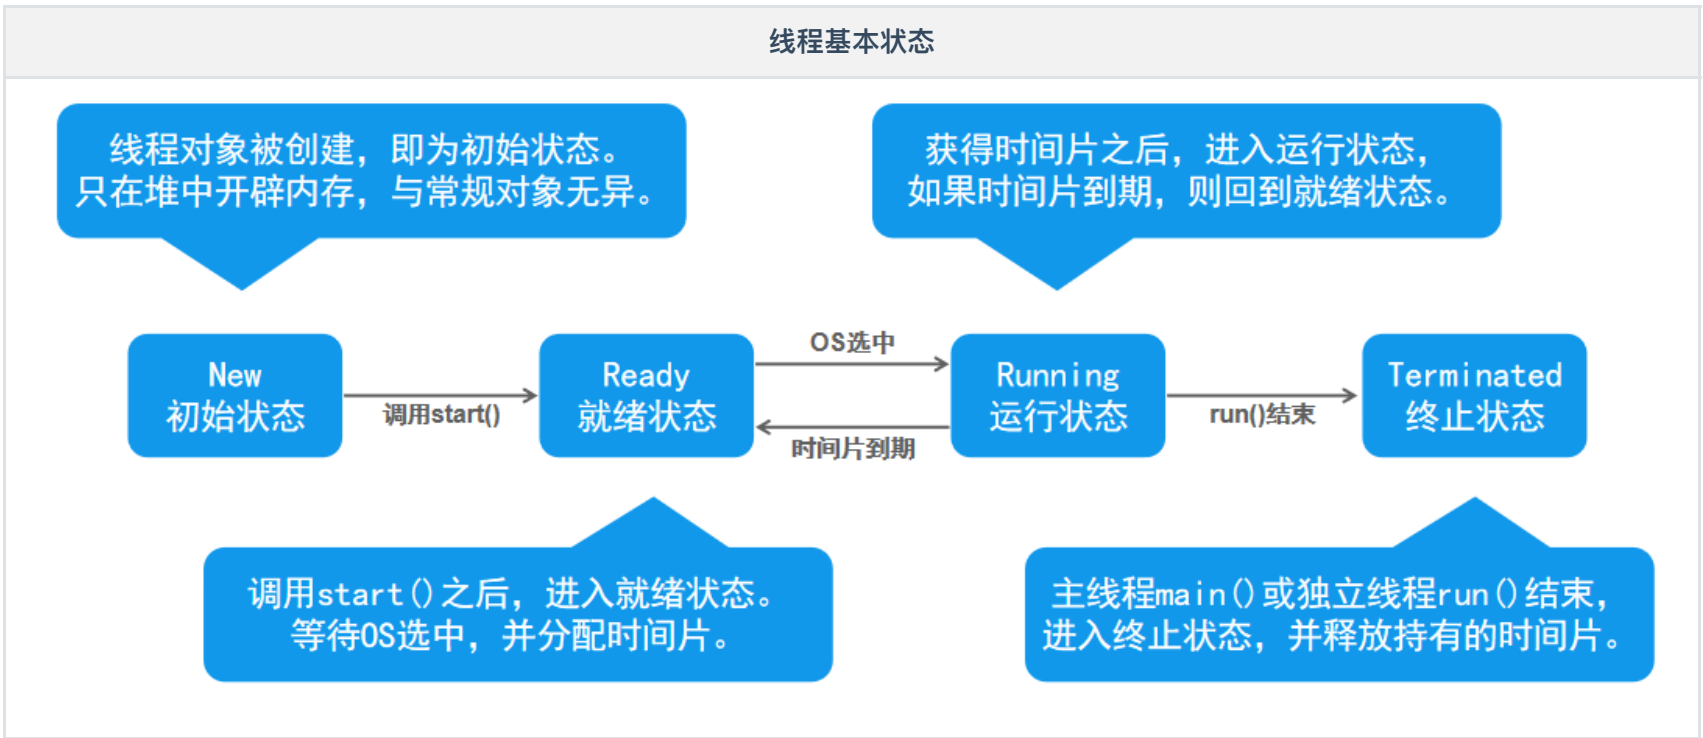 线程基本状态
线程对象被创建，即为初始状态。
只在堆中开辟内存，与常规对象无异。
获得时间片之后，进入运行状态，
如果时间片到期，则回到就绪状态。
New
初始状态
调用start()
Ready
就绪状态
OS选中
时间片到期
Running
运行状态
run()结束
Terminated
终止状态
调用start()之后，进入就绪状态。
等待OS选中，并分配时间片。
主线程main()或独立线程run()结束，
进入终止状态，并释放持有的时间片。